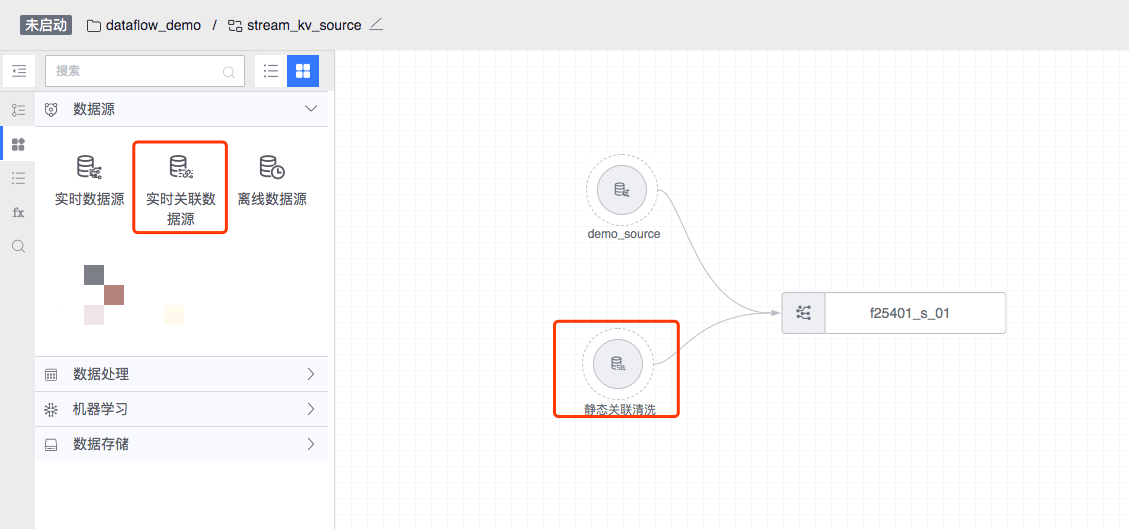 未启动 dataflow_demo / stream_kv_source
搜索
数据源
实时数据源
实时关联数
据源
离线数据源
fx
数据处理
机器学习
数据存储
demo_source
f25401_s_01
静态关联清洗